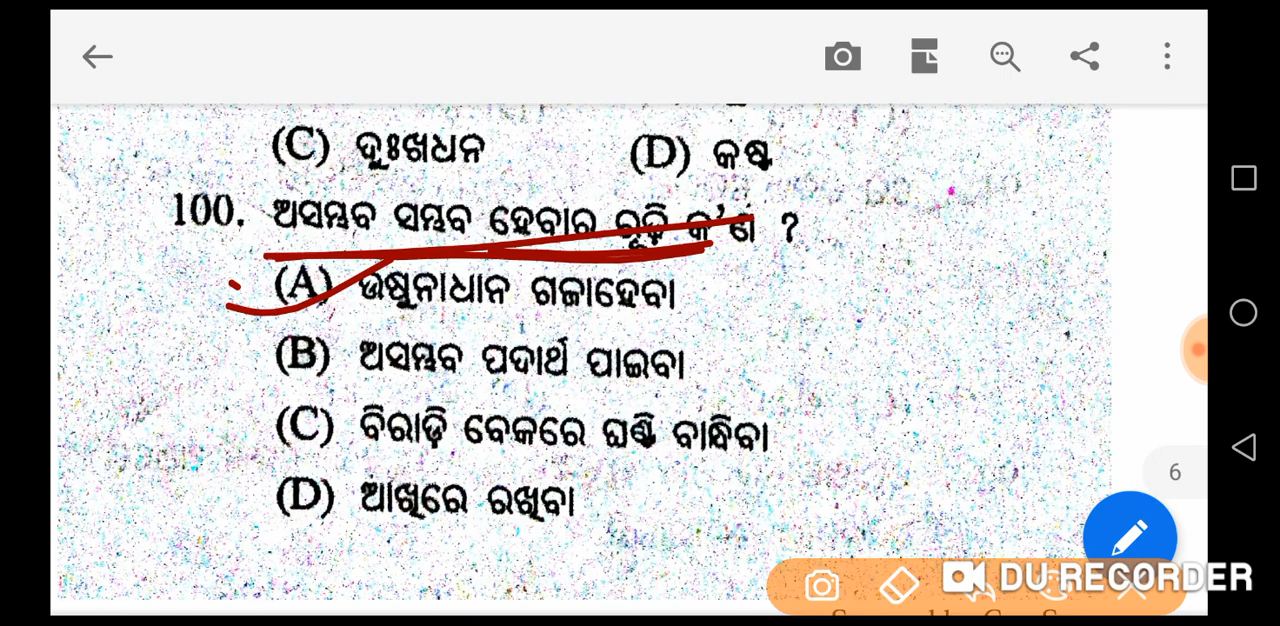 (C) ଦୁଃଖଧନ (D) କଷ୍ଟ
100. ଅସମ୍ଭବ ସମ୍ଭବ ହେବାର ରୂଢ଼ି କ'ଣ ?
(A) ଉଷୁନାଧାନ ଗଜାହେବା
(B) ଅସମ୍ଭବ ପଦାର୍ଥ ପାଇବା
(C) ବିରାଡ଼ି ବେକରେ ଘଣ୍ଟି ବାନ୍ଧିବା
(D) ଆଖିରେ ରଖିବା
6
DU RECORDER